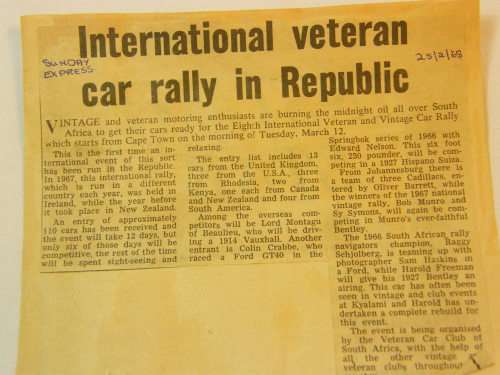 International veteran
car rally in Republic
SUNDAY
EXPRESS
25/2/68
VINTAGE and veteran motoring enthusiasts are burning the midnight oil all over South
Africa to get their cars ready for the Eighth International Veteran and Vintage Car Rally
which starts from Cape Town on the morning of Tuesday, March 12.
This is the first time an in-
ternational event of this sort
has been run in the Republic.
In 1967, this international rally,
which is run in a different
country each year, was held in
Ireland, while the year before
it took place in New Zealand.
An entry of approximately
110 cars has been received and
the event will take 12 days, but
only six of those days will be
competitive, the rest of the time
will be spent sight-seeing and
relaxing.
The entry list includes 13
cars from the United Kingdom,
three from the U.S.A., three
from Rhodesia, two from
Kenya, one each from Canada
and New Zealand and four from
South America.
Among the overseas com-
petitors will be Lord Montagu
of Beaulieu, who will be driv-
ing a 1914 Vauxhall. Another
entrant is Colin Crabbe, who
raced a Ford GT40 in the
Springbok series of 1966 with
Edward Nelson. This six foot
six, 250 pounder, will be com-
peting in a 1927 Hispano Suiza.
From Johannesburg there is
a team of three Cadillacs, en-
tered by Oliver Barrett, while
the winners of the 1967 national
vintage rally, Bob Munro and
Sy Symons, will again be com-
peting in Munro's ever-faithful
Bentley.
The 1966 South African rally
navigators champion, Raggy
Schjolberg, is teaming up with
photographer Sam Hzakins in
a Ford, while Harold Freeman
will give his 1927 Bentley an
airing. This car has often been
seen in vintage and club events
at Kyalami and Harold has un-
dertaken a complete rebuild for
this event.
The event is being organised
by the Veteran Car Club of
South Africa, with the help of
all the other vintage
veteran clubs throughout